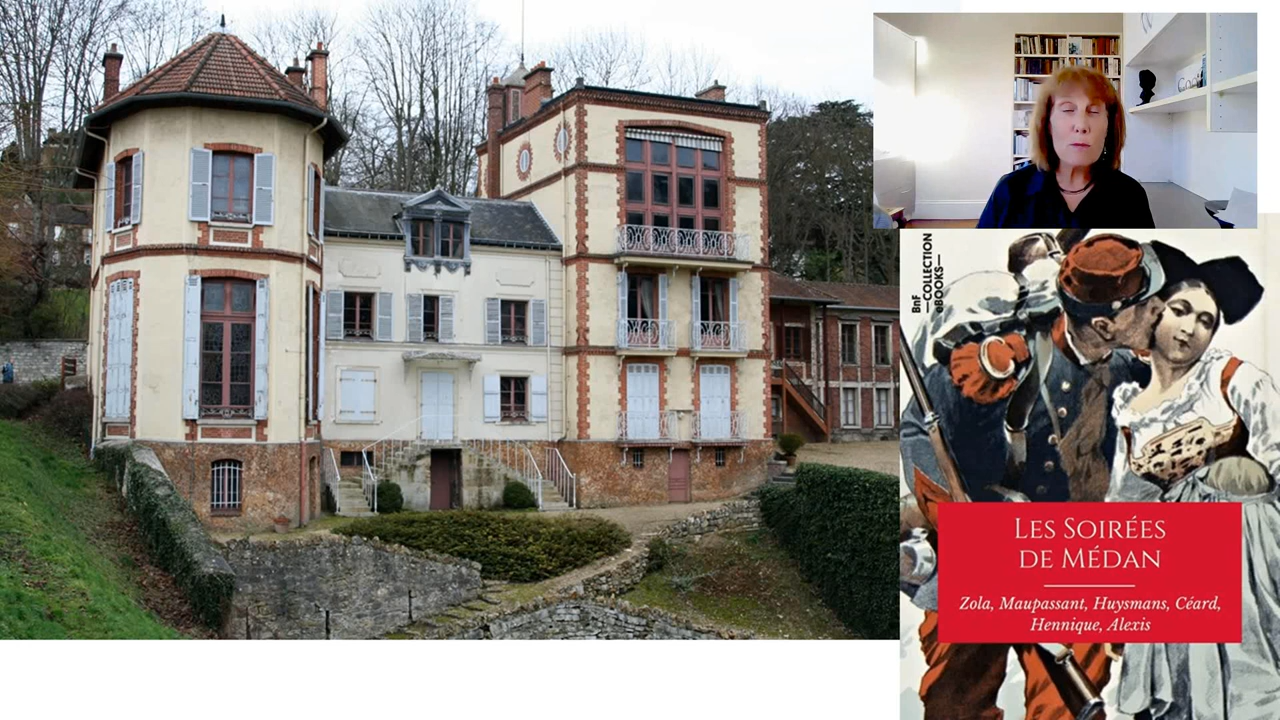 BnF
—COLLECTION
eBOOKS—
LES SOIRÉES
DE MÉDAN
Zola, Maupassant, Huysmans, Céard,
Hennique, Alexis